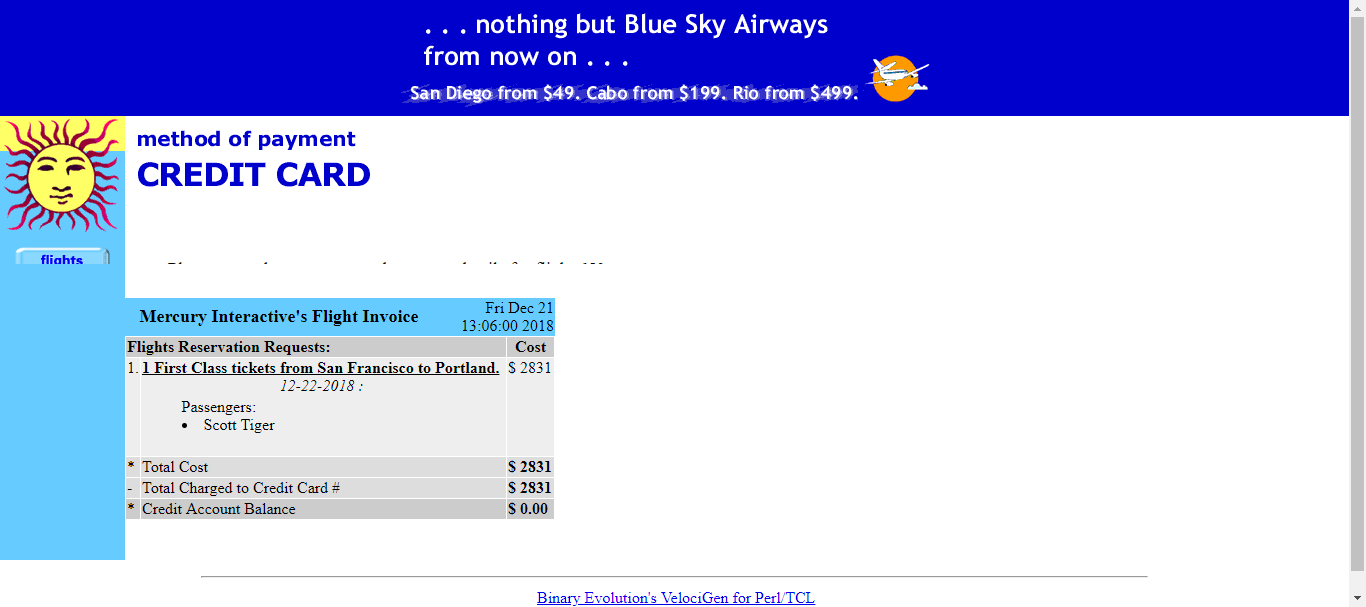 . . . nothing but Blue Sky Airways
from now on . . .
San Diego from $49. Cabo from $199. Rio from $499.
method of payment
CREDIT CARD
flights
Mercury Interactive's Flight Invoice
Fri Dec 21
13:06:00 2018
Flights Reservation Requests: Cost
1. 1 First Class tickets from San Francisco to Portland. $ 2831
12-22-2018 :
Passengers:
• Scott Tiger
* Total Cost $ 2831
- Total Charged to Credit Card # $ 2831
* Credit Account Balance $ 0.00
Binary Evolution's VelociGen for Perl/TCL